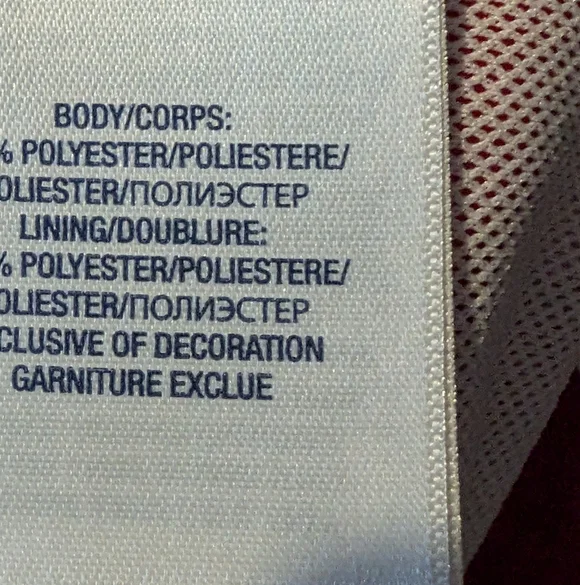 BODY/CORPS:
% POLYESTER/POLIESTERE/
OLIESTER/ПОЛИЭСТЕР
LINING/DOUBLURE:
% POLYESTER/POLIESTERE/
OLIESTER/ПОЛИЭСТЕР
CLUSIVE OF DECORATION
GARNITURE EXCLUE